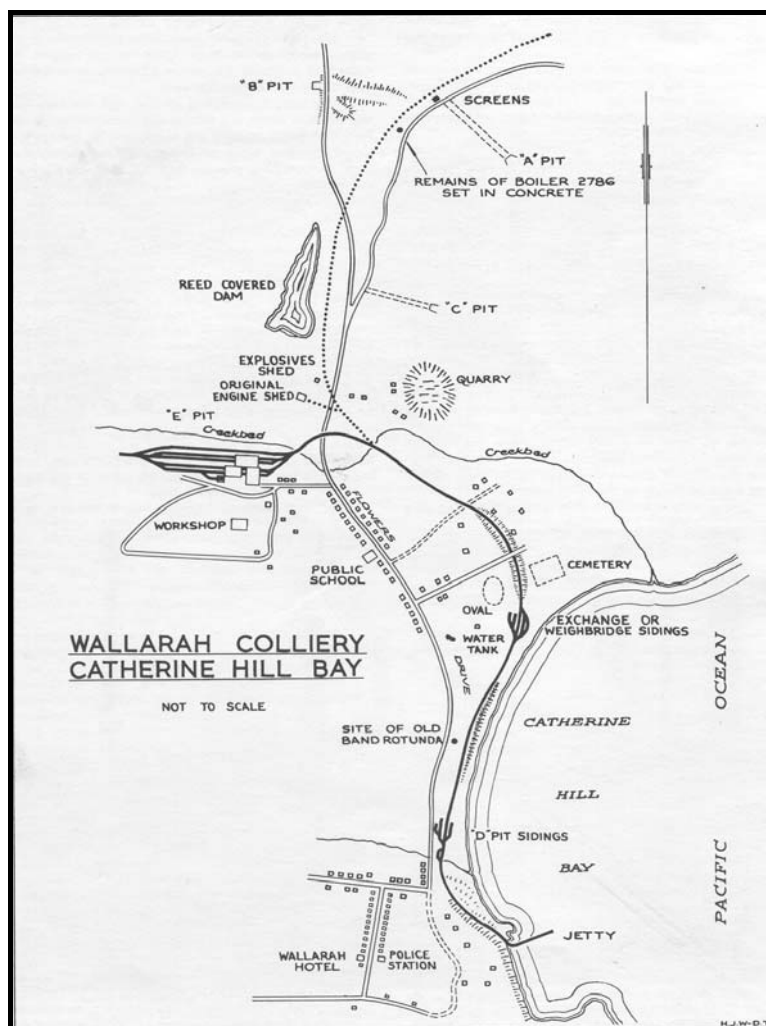 "B" PIT
SCREENS
"A" PIT
REMAINS OF BOILER 2786
SET IN CONCRETE
REED COVERED
DAM
"C" PIT
EXPLOSIVES
SHED
ORIGINAL
ENGINE SHED
QUARRY
"E" PIT
Creekbed
Creekbed
FLOWERS
WORKSHOP
PUBLIC
SCHOOL
CEMETERY
OVAL
EXCHANGE OR
WEIGHBRIDGE SIDINGS
WATER
TANK
WALLARAH COLLIERY
CATHERINE HILL BAY
NOT TO SCALE
DRIVE
SITE OF OLD
BAND ROTUNDA
CATHERINE
HILL
BAY
PACIFIC OCEAN
"D" PIT SIDINGS
JETTY
WALLARAH
HOTEL
POLICE
STATION